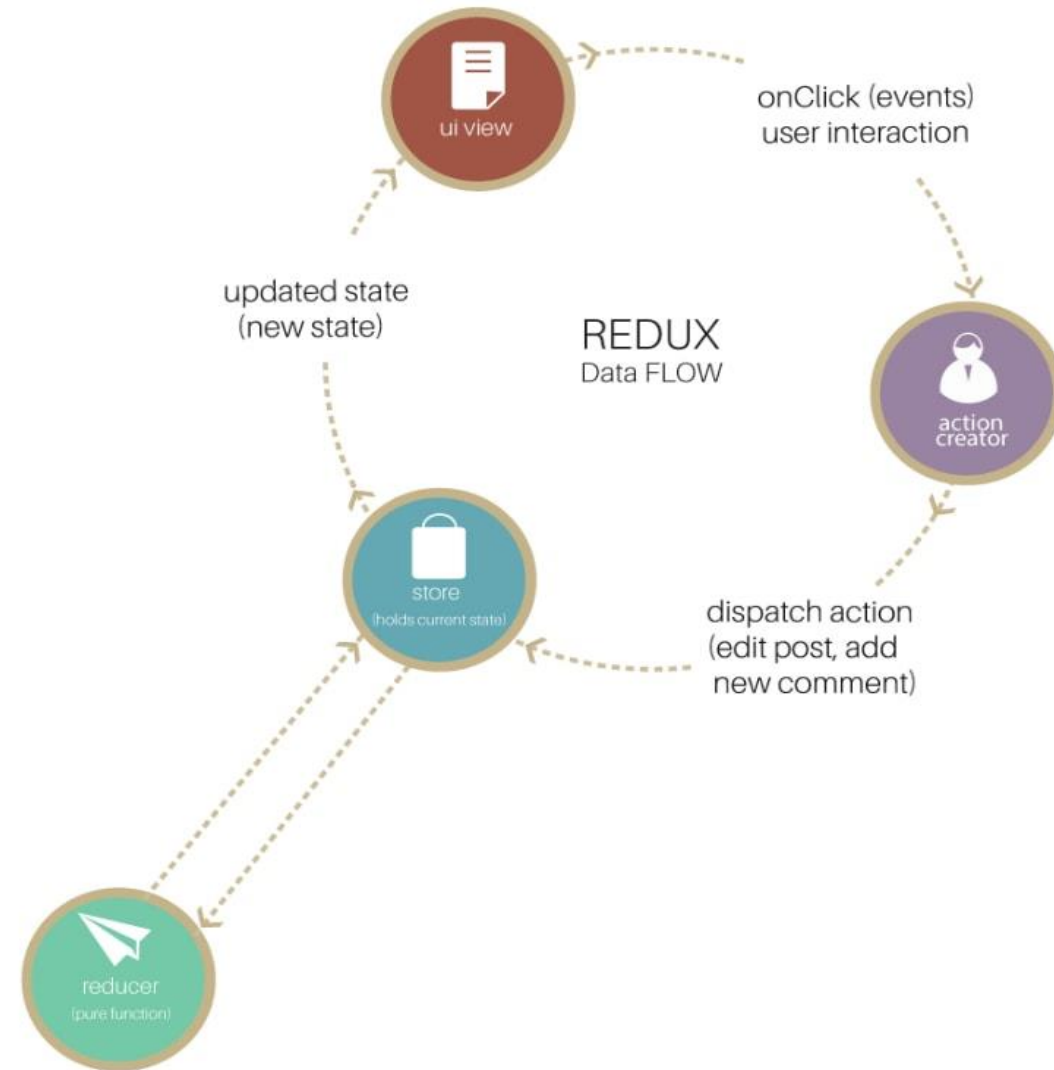 ui view
onClick (events)
user interaction
updated state
(new state)
REDUX
Data FLOW
action
creator
store
(holds current state)
dispatch action
(edit post, add
new comment)
reducer
(pure function)